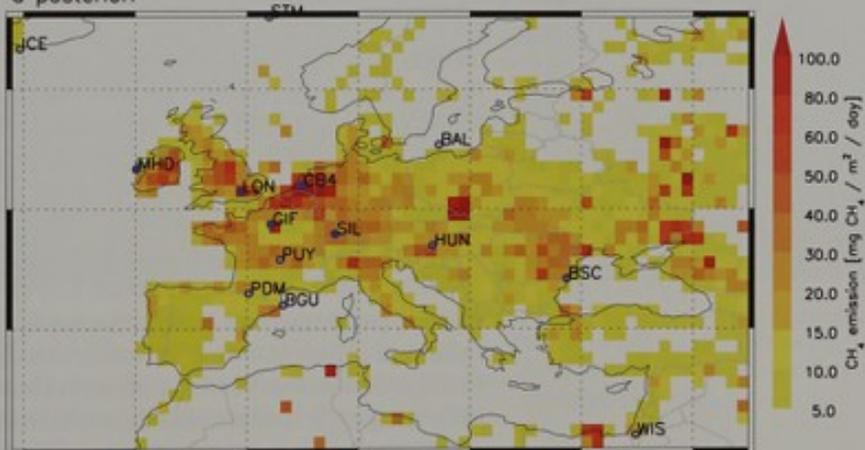 STM
ICE
BAL
MHD
CB4
LON
GIF
SIL
HUN
PUY
BSC
PDM
BGU
WIS
100.0
80.0
60.0
50.0
40.0
30.0
20.0
15.0
10.0
5.0
CH4 emission [mg CH4 / m2 / day]